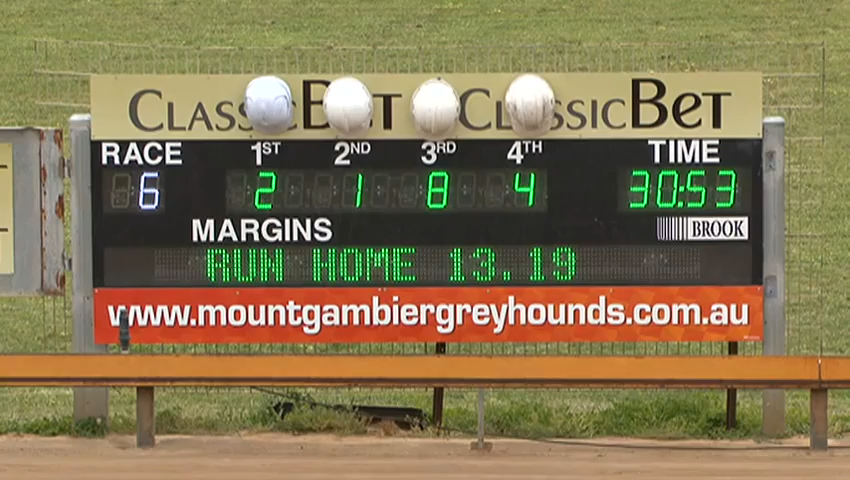 CLASSICBET CLASSICBET
RACE 1ST 2ND 3RD 4TH TIME
6 2 1 8 4 30:53
MARGINS BROOK
RUN HOME 13.19
www.mountgambiergreyhounds.com.au